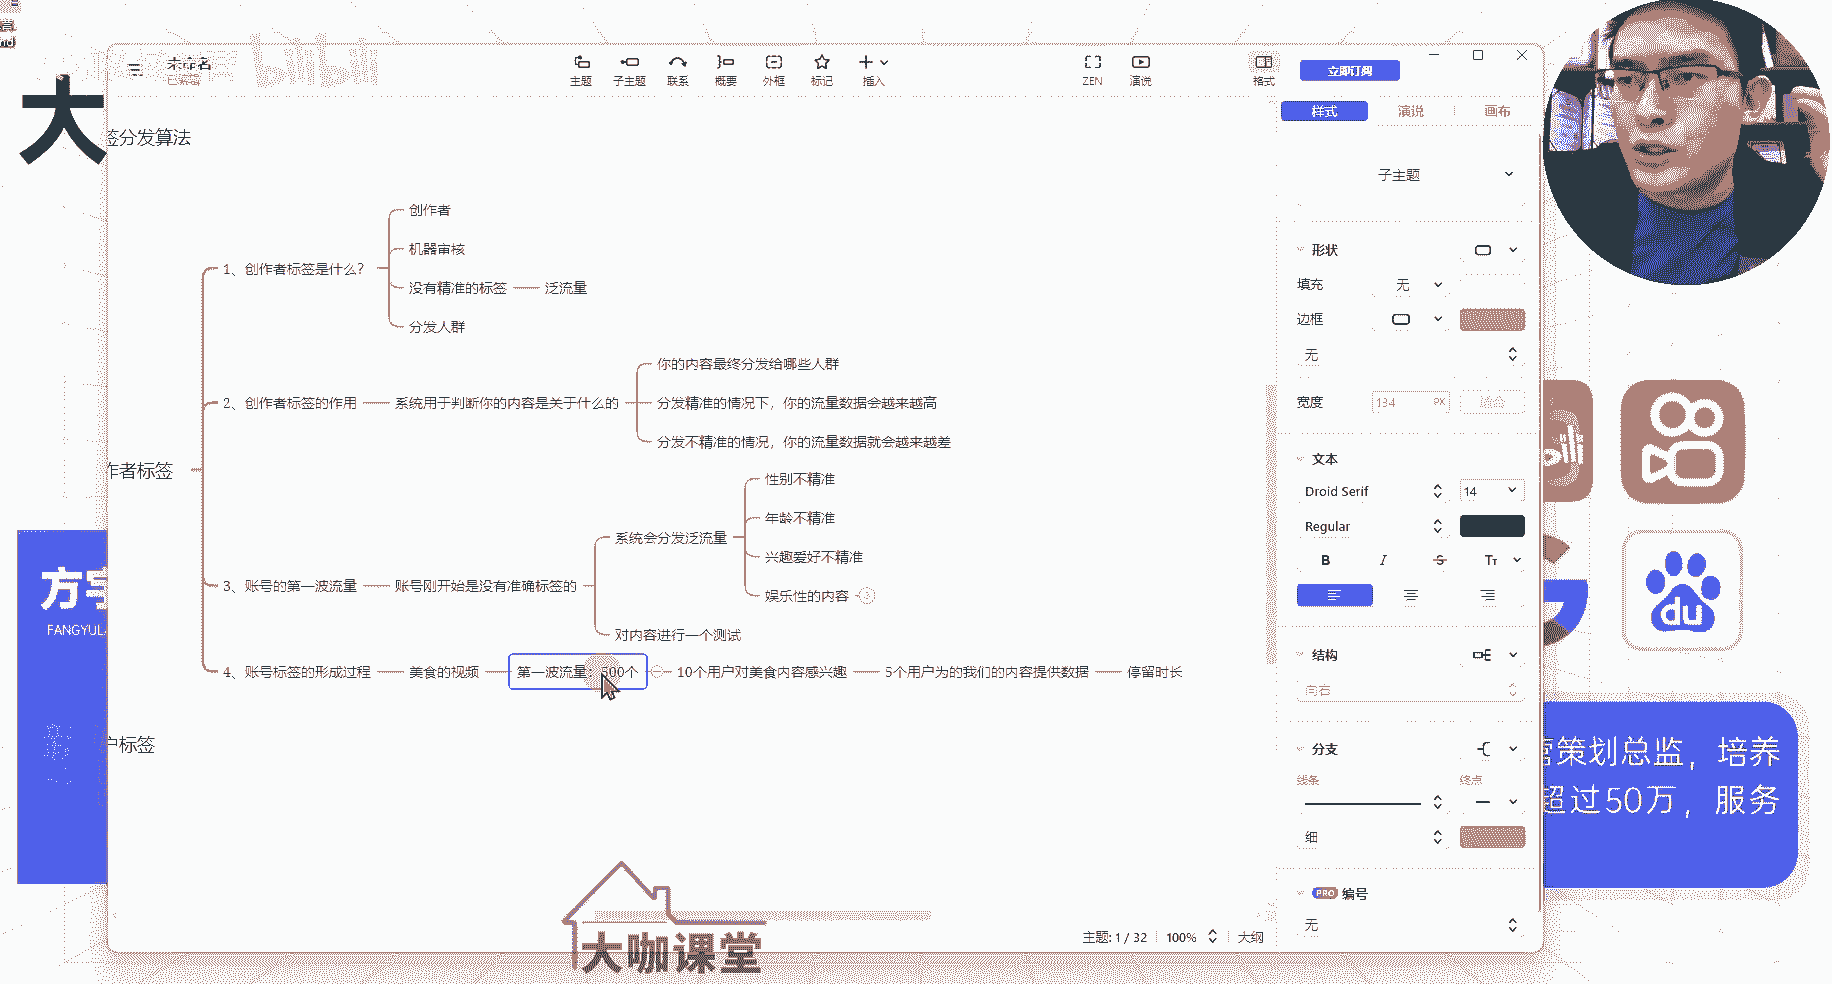 nd
大
未命名
已编辑
bilibili
主题
子主题
联系
概要
外框
标记
插入
ZEN
演说
格式
立即订阅
样式
演说
画布
签分发算法
作者标签
户标签
1、创作者标签是什么?
创作者
机器审核
没有精准的标签
泛流量
分发人群
2、创作者标签的作用
系统用于判断你的内容是关于什么的
你的内容最终分发给哪些人群
分发精准的情况下，你的流量数据会越来越高
分发不精准的情况，你的流量数据就会越来越差
3、账号的第一波流量
账号刚开始是没有准确标签的
系统会分发泛流量
性别不精准
年龄不精准
兴趣爱好不精准
娱乐性的内容
3
对内容进行一个测试
4、账号标签的形成过程
美食的视频
第一波流量：500个
10个用户对美食内容感兴趣
5个用户为的我们的内容提供数据
停留时长
子主题
形状
填充
无
边框
无
宽度
134
PX
适合
文本
Droid Serif
14
Regular
B
I
S
TT
结构
向右
分支
线条
终点
细
PRO
编号
无
主题: 1 / 32
100%
大纲
方宇
FANGYUL
du
营策划总监，培养
超过50万，服务
大咖课堂